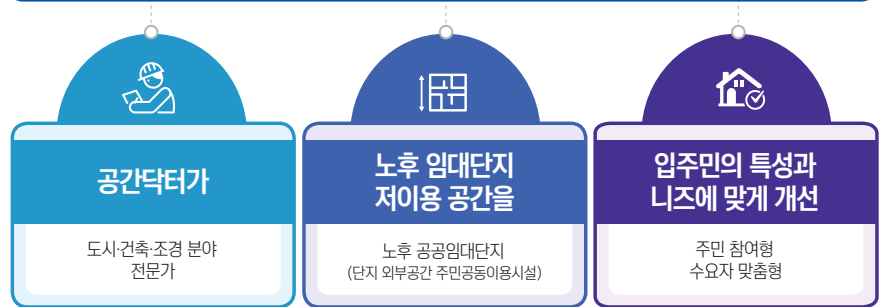 공간닥터가
도시·건축·조경 분야
전문가
노후 임대단지
저이용 공간을
노후 공공임대단지
(단지 외부공간 주민공동이용시설)
입주민의 특성과
니즈에 맞게 개선
주민 참여형
수요자 맞춤형